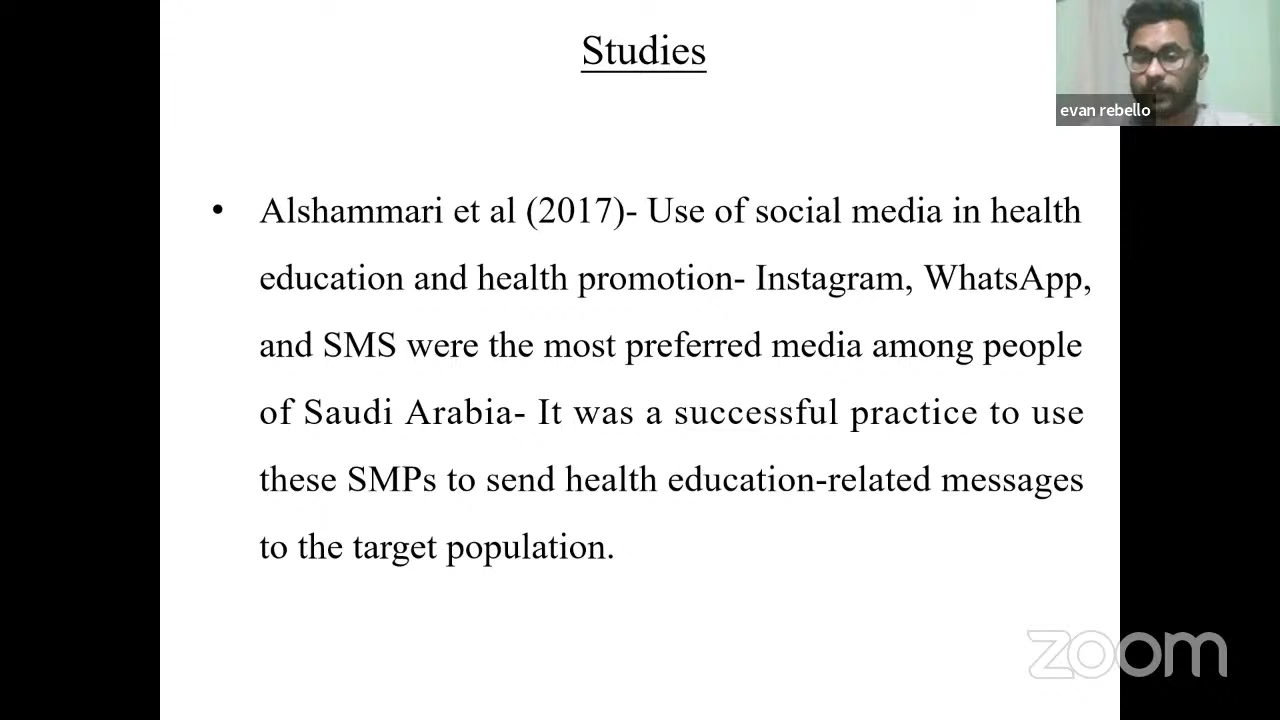 Studies
evan rebello
• Alshammari et al (2017)- Use of social media in health
education and health promotion- Instagram, WhatsApp,
and SMS were the most preferred media among people
of Saudi Arabia- It was a successful practice to use
these SMPs to send health education-related messages
to the target population.
zoom